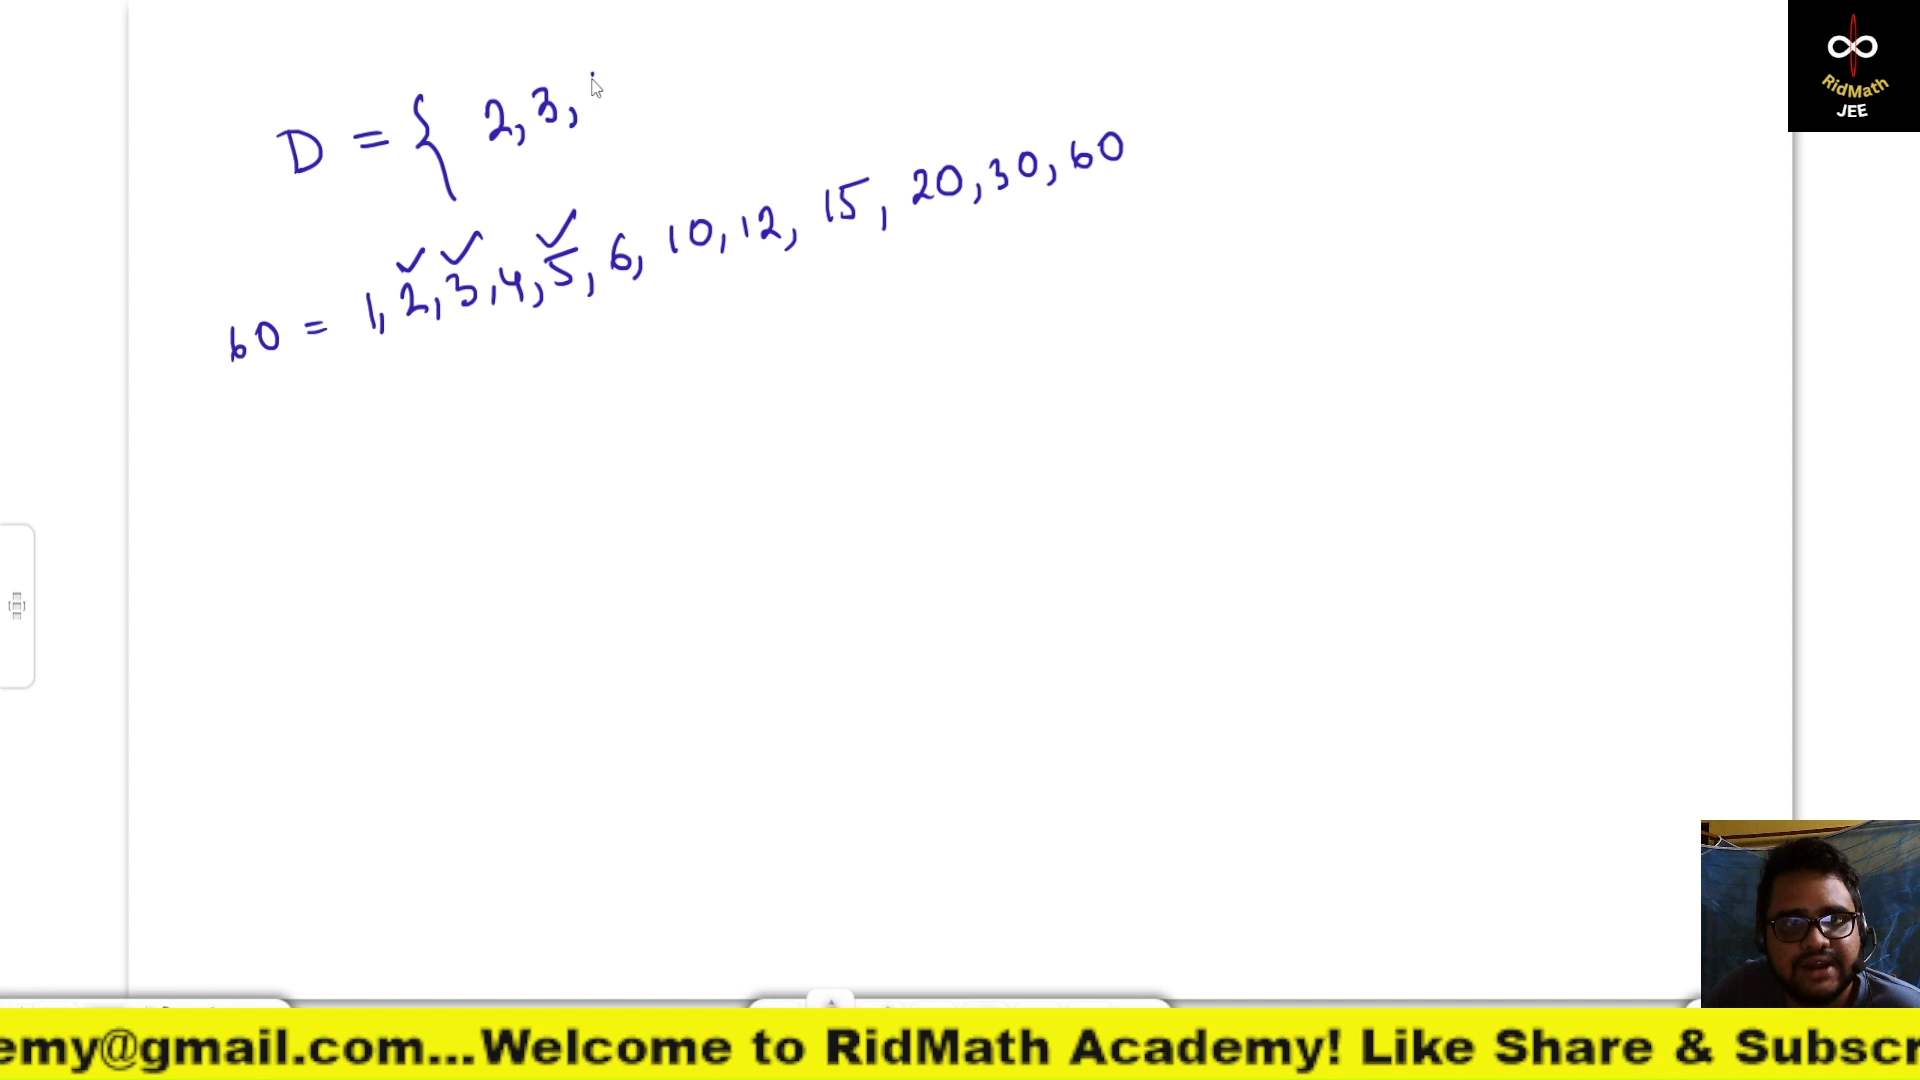 D = { 2, 3,
60 = 1, 2, 3, 4, 5, 6, 10, 12, 15, 20, 30, 60
RidMath
JEE
emy@gmail.com...Welcome to RidMath Academy! Like Share & Subscr